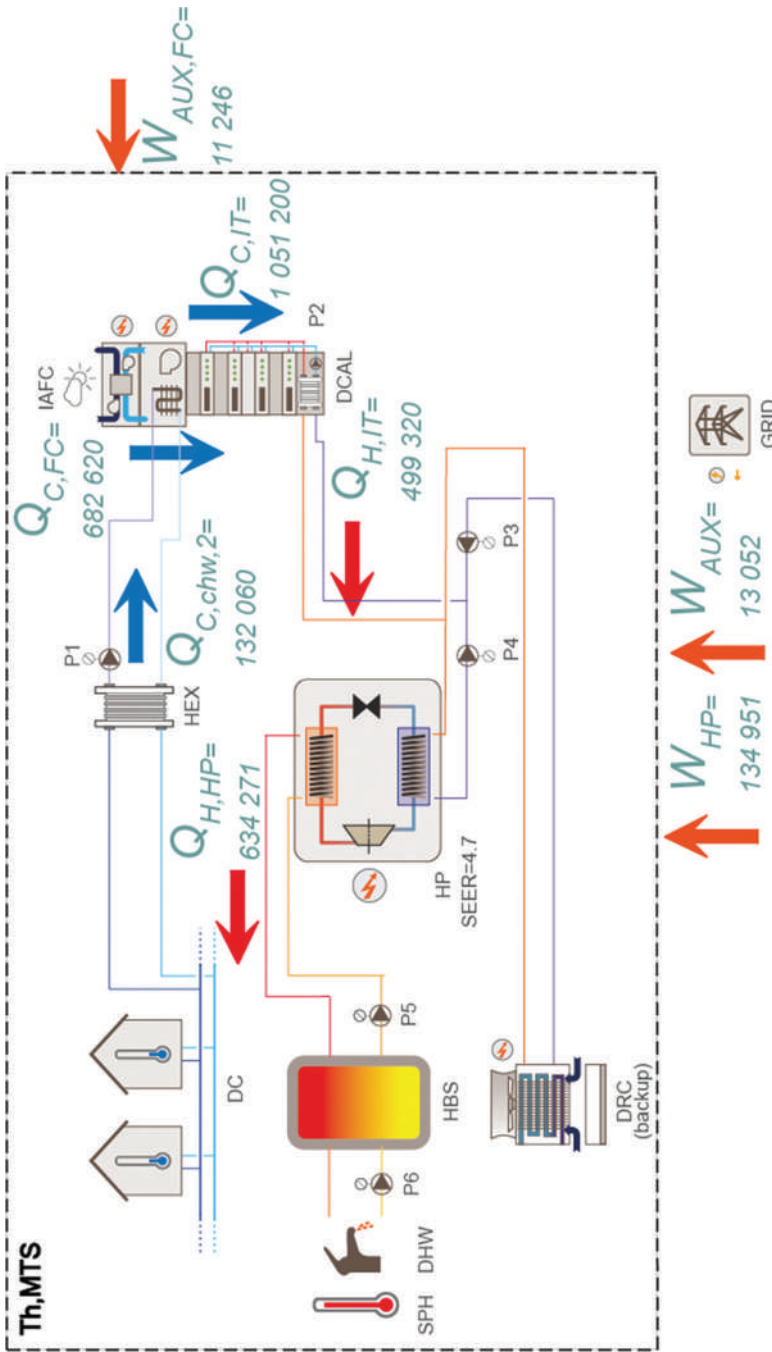 Th,MTS
DC
HEX
P1
Q_H,HP=
634 271
Q_C,chw,2=
132 060
Q_C,FC=
682 620
IAFC
Q_C,IT=
1 051 200
W_AUX,FC=
11 246
P2
DCAL
Q_H,IT=
499 320
SPH
DHW
P6
HBS
P5
HP
SEER=4.7
P4
P3
DRC
(backup)
W_HP=
134 951
W_AUX=
13 052
GRID